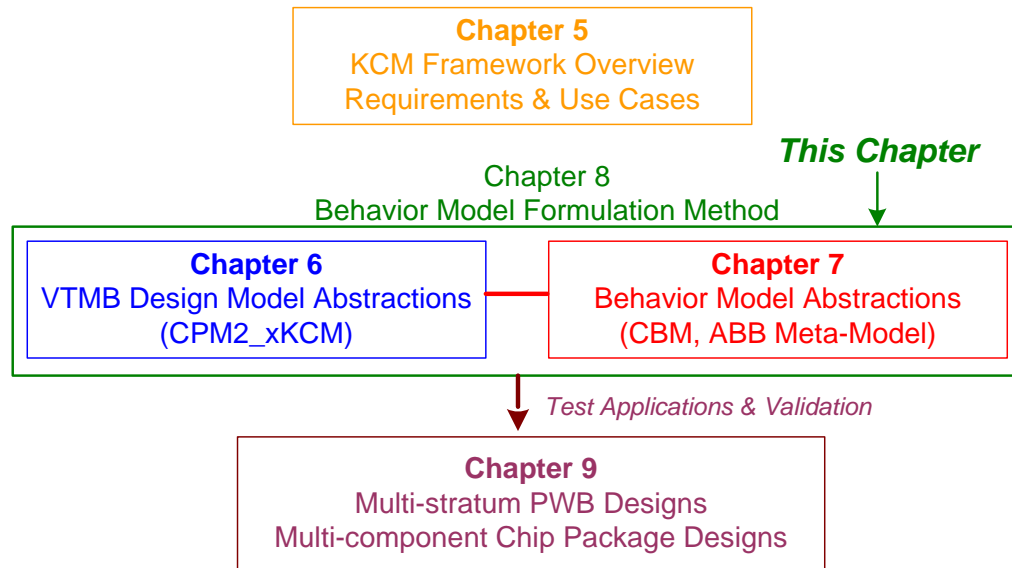 Chapter 5
KCM Framework Overview
Requirements & Use Cases
This Chapter
Chapter 8
Behavior Model Formulation Method
Chapter 6
VTMB Design Model Abstractions
(CPM2_xKCM)
Chapter 7
Behavior Model Abstractions
(CBM, ABB Meta-Model)
Test Applications & Validation
Chapter 9
Multi-stratum PWB Designs
Multi-component Chip Package Designs